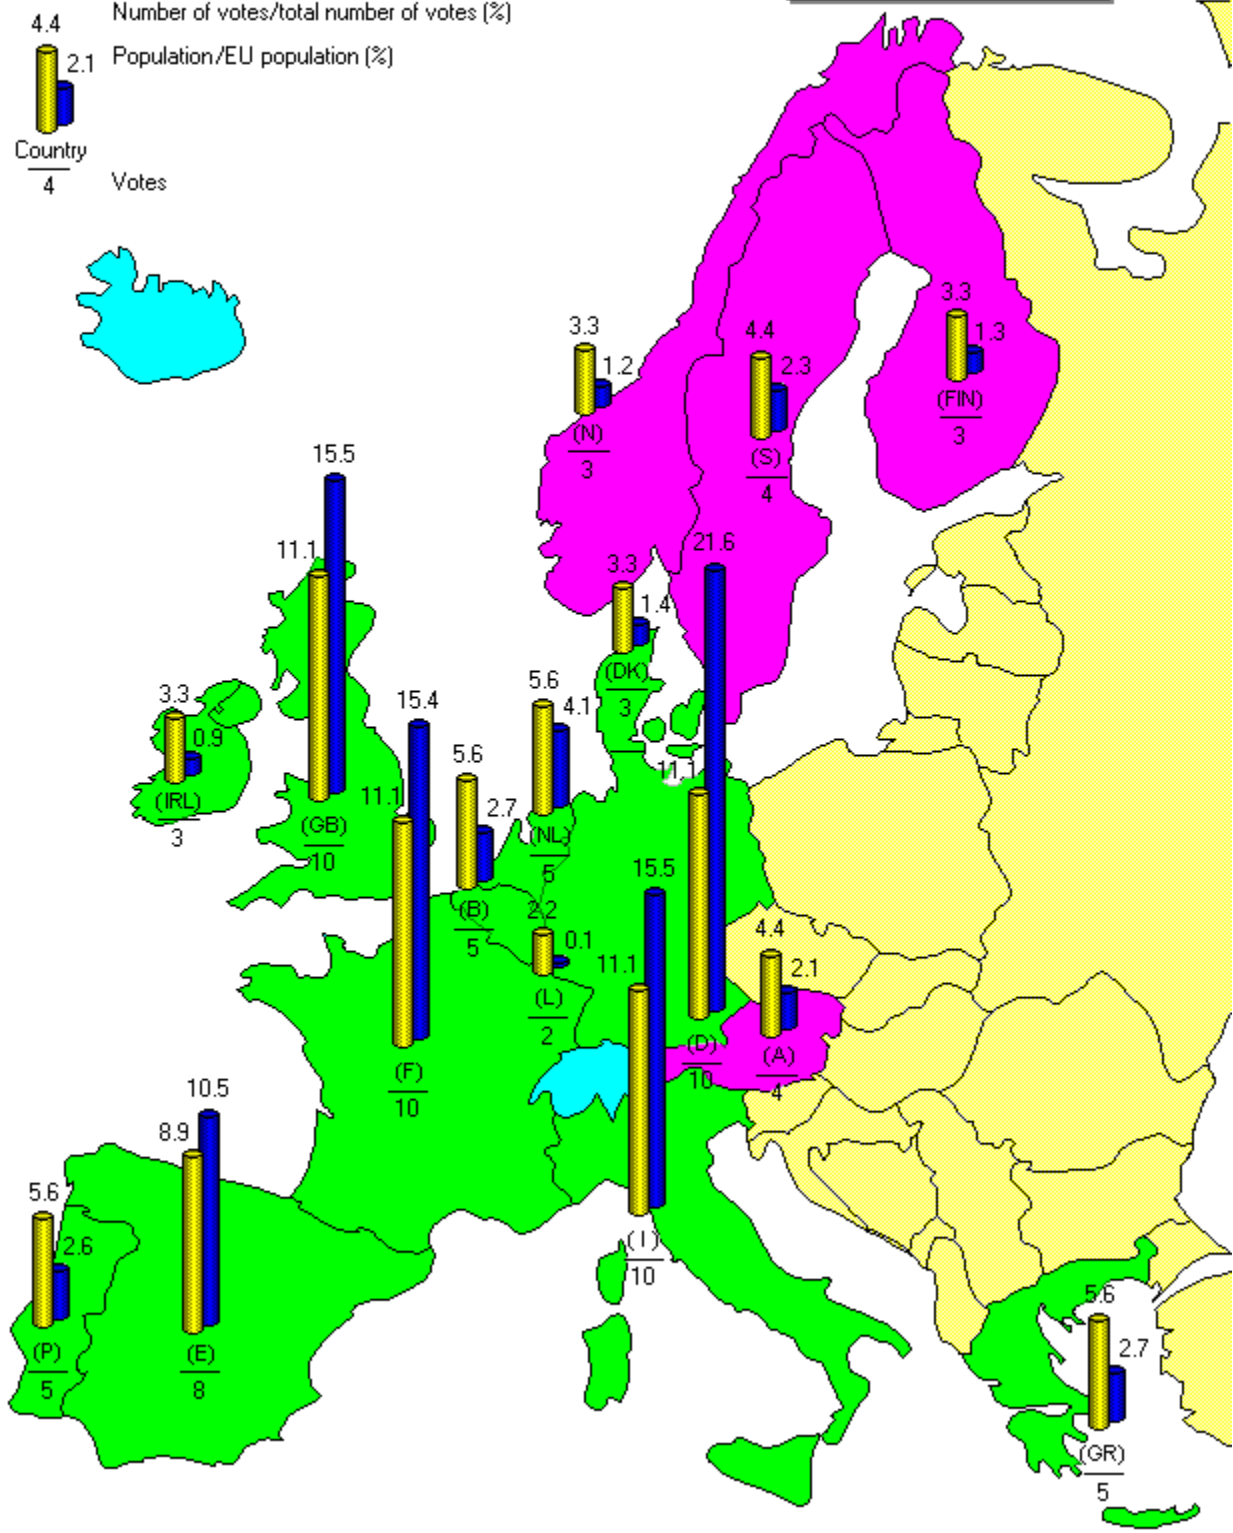 Number of votes/total number of votes (%)
4.4
2.1
Population/EU population (%)
Country
4
Votes
3.3
1.3
(FIN)
3
3.3
1.2
(N)
3
4.4
2.3
(S)
4
15.5
11.1
(GB)
10
3.3
1.4
(DK)
3
21.6
11.1
(D)
10
3.3
0.9
(IRL)
3
15.4
11.1
(F)
10
5.6
4.1
(NL)
5
5.6
2.7
(B)
5
2.2
0.1
(L)
2
15.5
11.1
(I)
10
4.4
2.1
(A)
4
10.5
8.9
(E)
8
5.6
2.6
(P)
5
5.6
2.7
(GR)
5